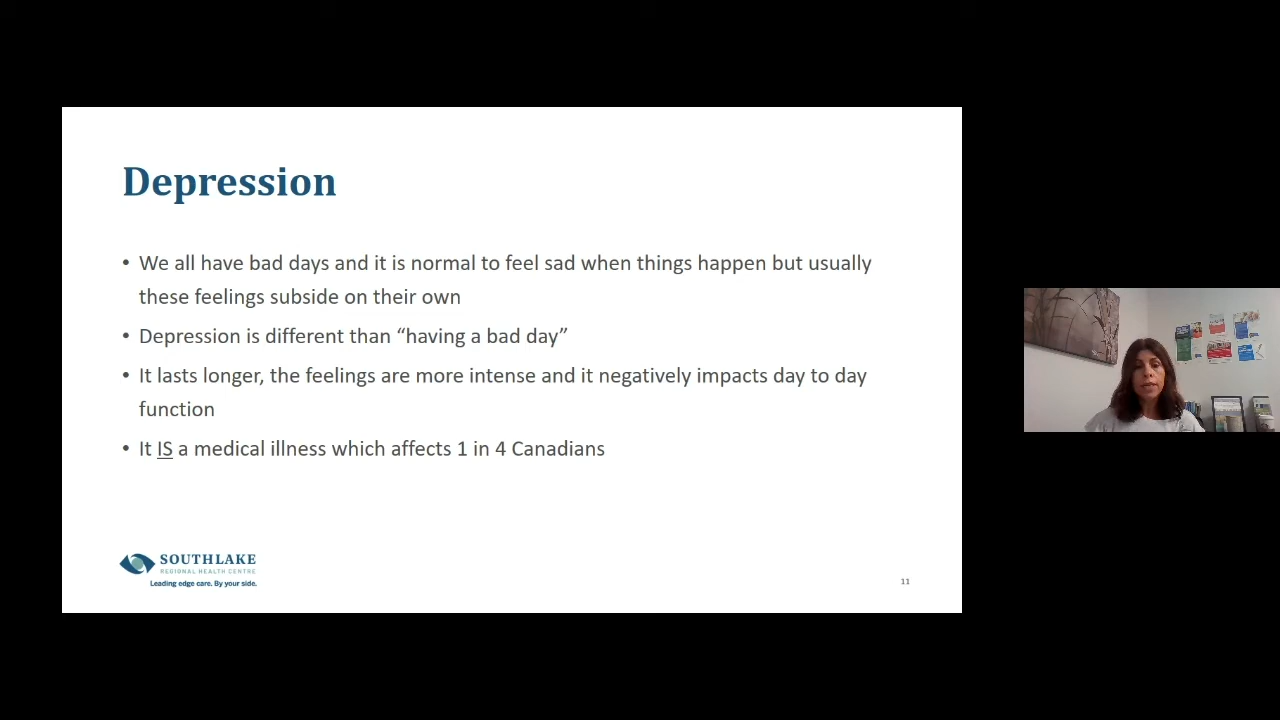 Depression
• We all have bad days and it is normal to feel sad when things happen but usually
these feelings subside on their own
• Depression is different than “having a bad day”
• It lasts longer, the feelings are more intense and it negatively impacts day to day
function
• It IS a medical illness which affects 1 in 4 Canadians
SOUTHLAKE
REGIONAL HEALTH CENTRE
Leading edge care. By your side.
11